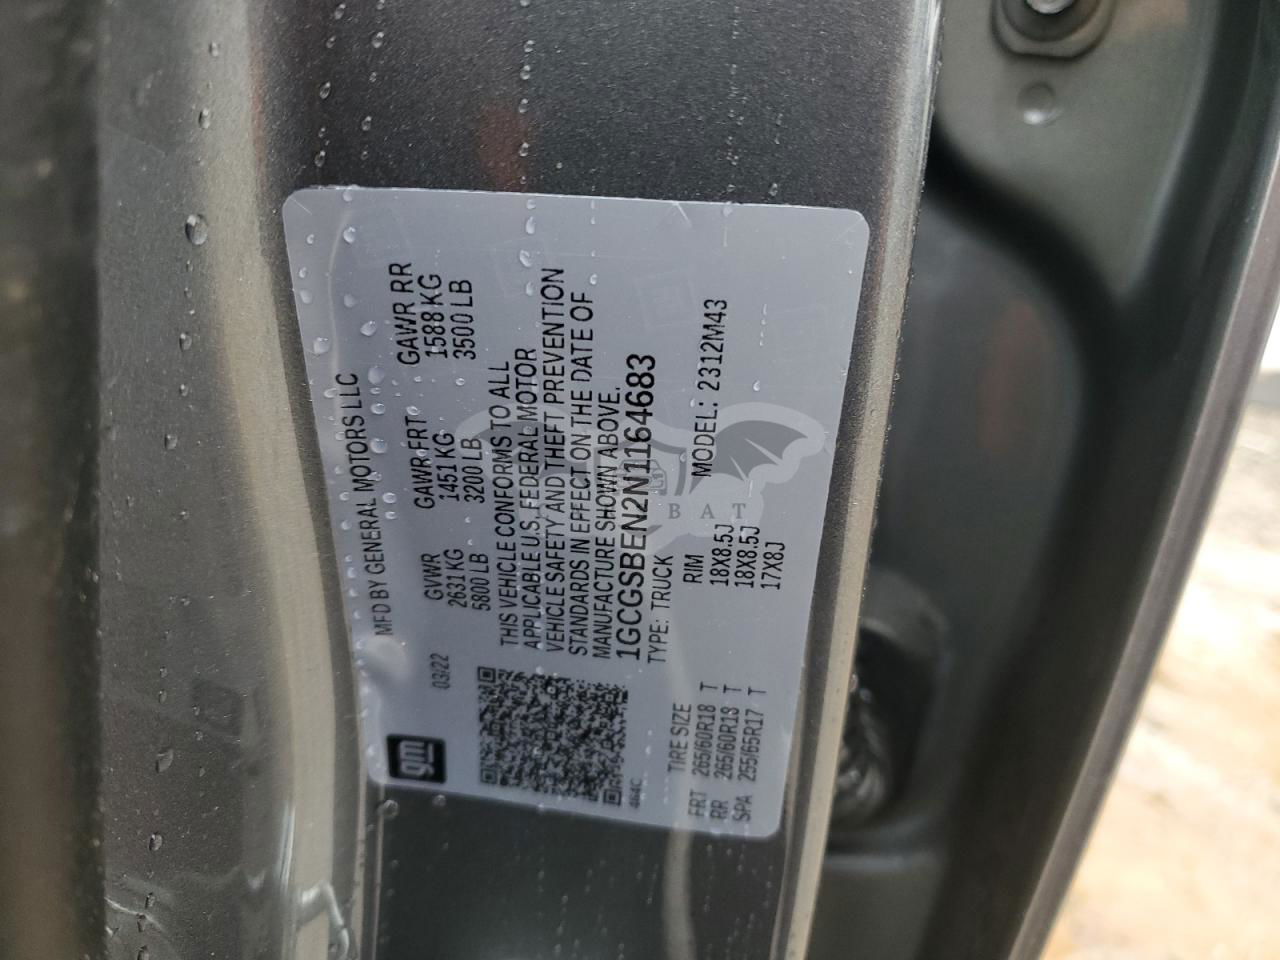 MFD BY GENERAL MOTORS LLC
03/22
GVWR GAWR FRT GAWR RR
2631 KG 1451 KG 1588 KG
5800 LB 3200 LB 3500 LB
THIS VEHICLE CONFORMS TO ALL
APPLICABLE U.S. FEDERAL MOTOR
VEHICLE SAFETY AND THEFT PREVENTION
STANDARDS IN EFFECT ON THE DATE OF
MANUFACTURE SHOWN ABOVE.
1GCGSBEN2N1164683
TYPE: TRUCK
MODEL: 2312M43
gm
464C
TIRE SIZE RIM
FRT 265/60R18 T 18X8.5J
RR 265/60R18 T 18X8.5J
SPA 255/65R17 T 17X8J
BAT